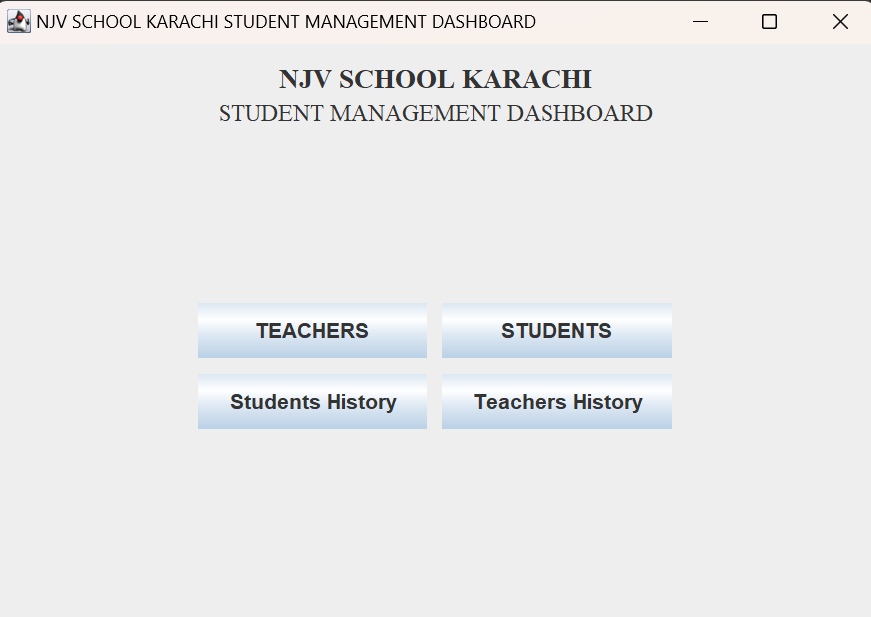 NJV SCHOOL KARACHI STUDENT MANAGEMENT DASHBOARD
NJV SCHOOL KARACHI
STUDENT MANAGEMENT DASHBOARD
TEACHERS STUDENTS
Students History Teachers History